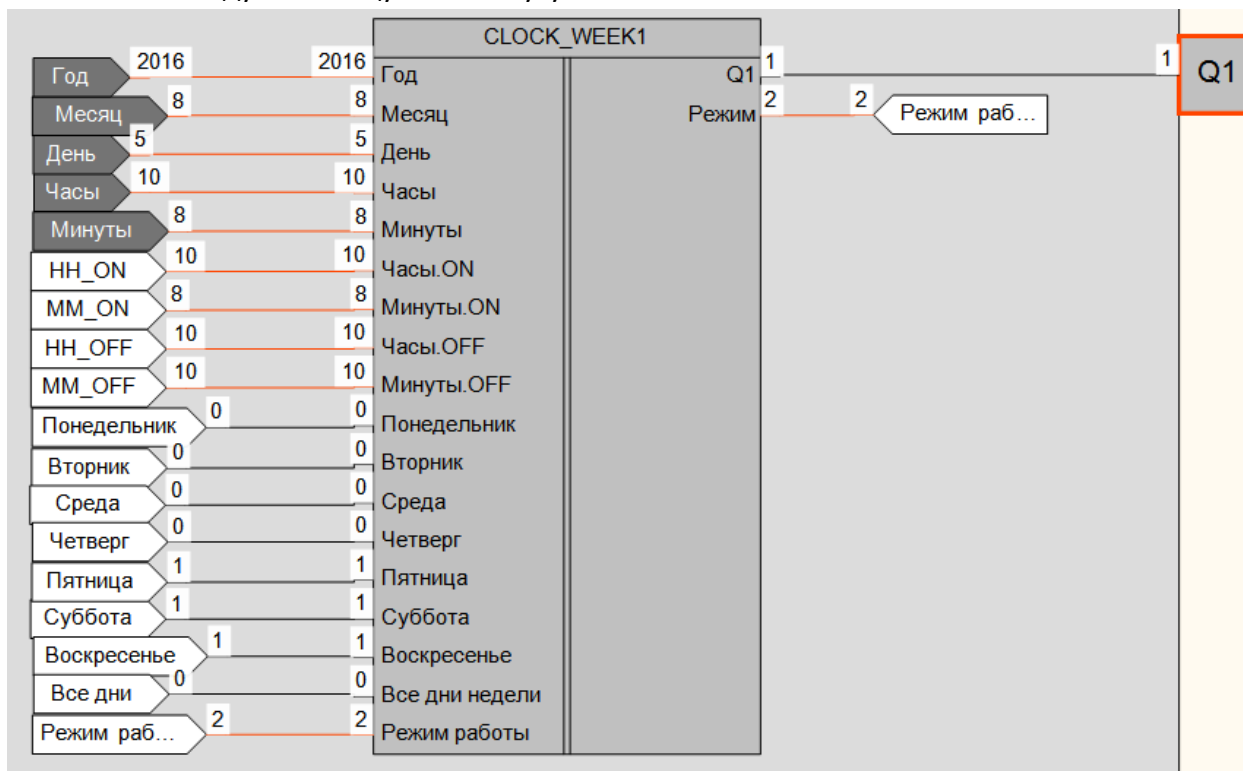 CLOCK_WEEK1
Год 2016 2016 Год Q1 1 1 Q1
Месяц 8 8 Месяц Режим 2 2 Режим раб...
День 5 5 День
Часы 10 10 Часы
Минуты 8 8 Минуты
HH_ON 10 10 Часы.ON
MM_ON 8 8 Минуты.ON
HH_OFF 10 10 Часы.OFF
MM_OFF 10 10 Минуты.OFF
Понедельник 0 0 Понедельник
Вторник 0 0 Вторник
Среда 0 0 Среда
Четверг 0 0 Четверг
Пятница 1 1 Пятница
Суббота 1 1 Суббота
Воскресенье 1 1 Воскресенье
Все дни 0 0 Все дни недели
Режим раб... 2 2 Режим работы